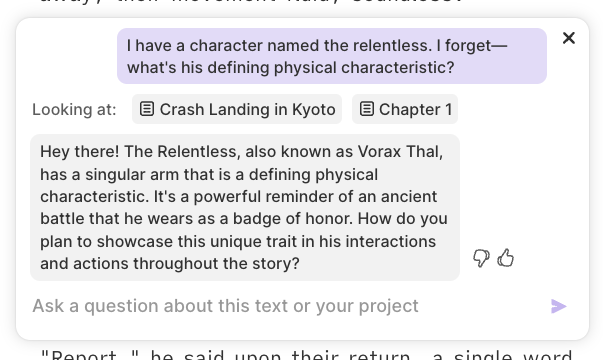 away, their movement fluid, soundless.
I have a character named the relentless. I forget—
what's his defining physical characteristic?
Looking at: Crash Landing in Kyoto Chapter 1
Hey there! The Relentless, also known as Vorax Thal,
has a singular arm that is a defining physical
characteristic. It's a powerful reminder of an ancient
battle that he wears as a badge of honor. How do you
plan to showcase this unique trait in his interactions
and actions throughout the story?
Ask a question about this text or your project
"Report," he said upon their return, a single word